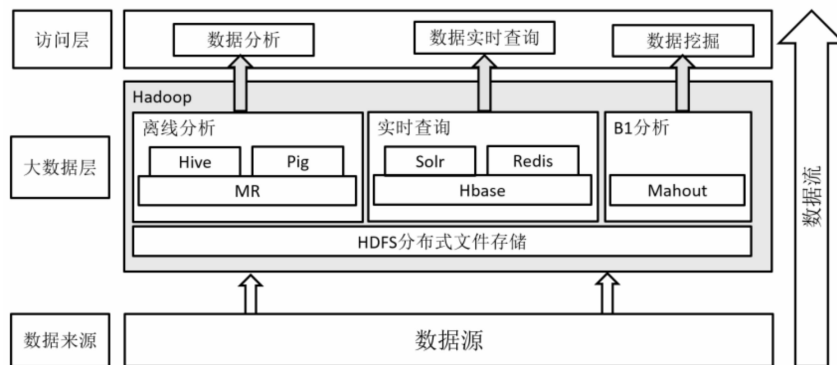 访问层
数据分析
数据实时查询
数据挖掘
大数据层
Hadoop
离线分析
Hive
Pig
MR
实时查询
Solr
Redis
Hbase
B1分析
Mahout
HDFS分布式文件存储
数据来源
数据源
数据流